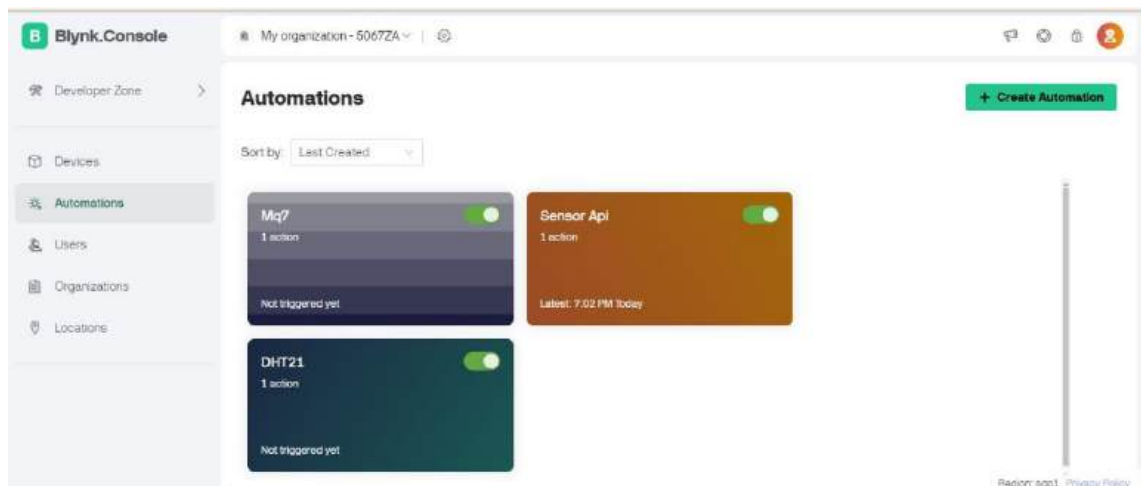 Blynk.Console
My organization - 5067ZA
Developer Zone
Automations
+ Create Automation
Sort by: Last Created
Devices
Automations
Users
Organizations
Locations
Mq7
1 action
Not triggered yet
Sensor Api
1 action
Latest: 7:02 PM Today
DHT21
1 action
Not triggered yet
Region: sgp1 Privacy Policy